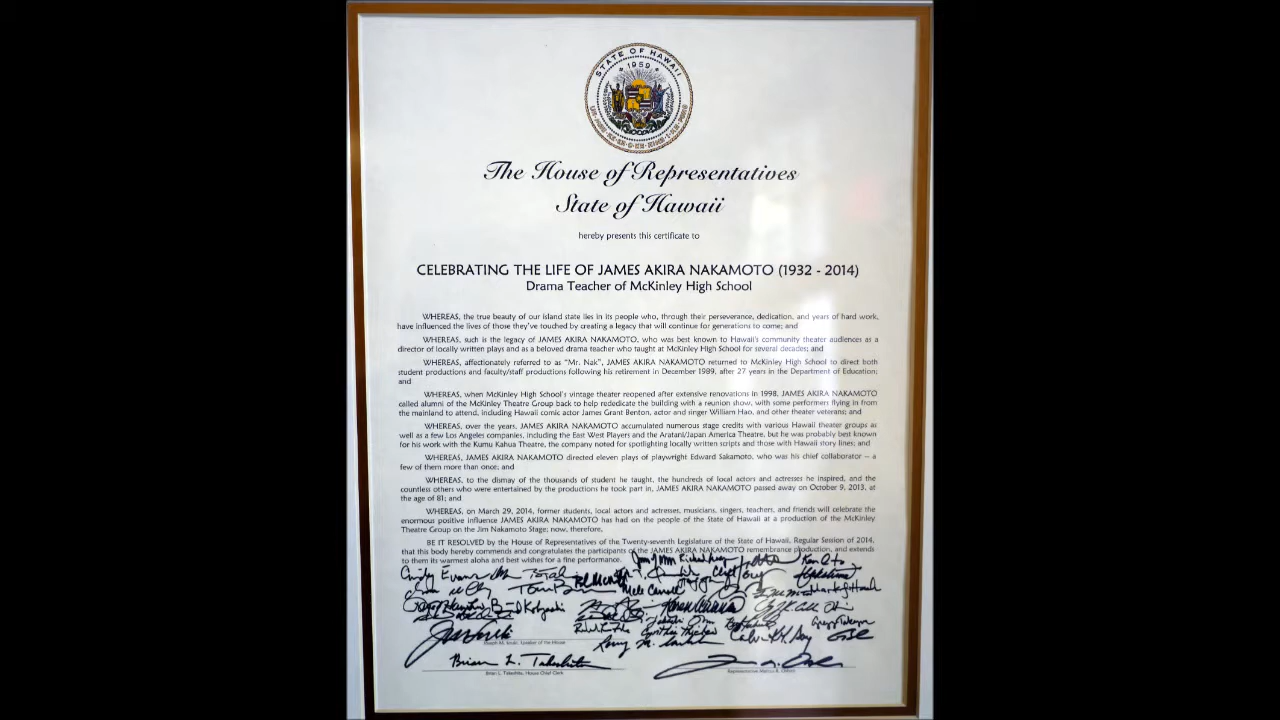 STATE OF HAWAII
1959
The House of Representatives
State of Hawaii
hereby presents this certificate to
CELEBRATING THE LIFE OF JAMES AKIRA NAKAMOTO (1932 - 2014)
Drama Teacher of McKinley High School
WHEREAS, the true beauty of our island state lies in its people who, through their perseverance, dedication, and years of hard work,
have influenced the lives of those they've touched by creating a legacy that will continue for generations to come; and
WHEREAS, such is the legacy of JAMES AKIRA NAKAMOTO, who was best known to Hawaii's community theater audiences as a
director of locally written plays and as a beloved drama teacher who taught at McKinley High School for several decades; and
WHEREAS, affectionately referred to as "Mr. Nak", JAMES AKIRA NAKAMOTO returned to McKinley High School to direct both
student productions and faculty/staff productions following his retirement in December 1989, after 27 years in the Department of Education;
and
WHEREAS, when McKinley High School's vintage theater reopened after extensive renovations in 1998, JAMES AKIRA NAKAMOTO
called alumni of the McKinley Theatre Group back to help rededicate the building with a reunion show, with some performers flying in from
the mainland to attend, including Hawaii comic actor James Grant Benton, actor and singer William Hao, and other theater veterans; and
WHEREAS, over the years, JAMES AKIRA NAKAMOTO accumulated numerous stage credits with various Hawaii theater groups as
well as a few Los Angeles companies, including the East West Players and the Aratani/Japan America Theatre, but he was probably best known
for his work with the Kumu Kahua Theatre, the company noted for spotlighting locally written scripts and those with Hawaii story lines; and
WHEREAS, JAMES AKIRA NAKAMOTO directed eleven plays of playwright Edward Sakamoto, who was his chief collaborator -- a
few of them more than once; and
WHEREAS, to the dismay of the thousands of student he taught, the hundreds of local actors and actresses he inspired, and the
countless others who were entertained by the productions he took part in, JAMES AKIRA NAKAMOTO passed away on October 9, 2013, at
the age of 81; and
WHEREAS, on March 29, 2014, former students, local actors and actresses, musicians, singers, teachers, and friends will celebrate the
enormous positive influence JAMES AKIRA NAKAMOTO has had on the people of the State of Hawaii at a production of the McKinley
Theatre Group on the Jim Nakamoto Stage; now, therefore,
BE IT RESOLVED by the House of Representatives of the Twenty-seventh Legislature of the State of Hawaii, Regular Session of 2014,
that this body hereby commends and congratulates the participants of the JAMES AKIRA NAKAMOTO remembrance production, and extends
to them its warmest aloha and best wishes for a fine performance.
Cindy Evans
Mele Carroll
Speaker of the House
Brian L. Takeshita
Brian L. Takeshita, House Chief Clerk
Representative